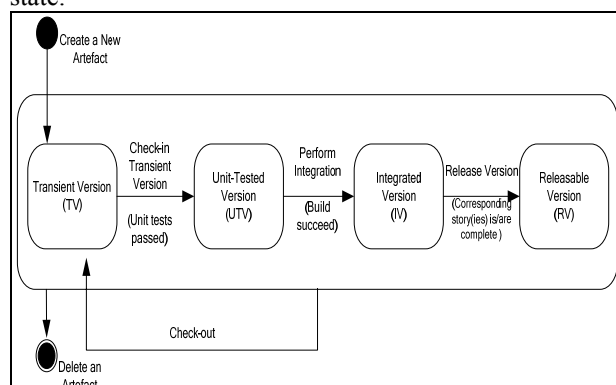 state.
Create a New
Artefact
Transient Version
(TV)
Check-in
Transient
Version
(Unit tests
passed)
Unit-Tested
Version
(UTV)
Perform
Integration
(Build
succeed)
Integrated
Version
(IV)
Release Version
(Corresponding
story(ies) is/are
complete )
Releasable
Version
(RV)
Check-out
Delete an
Artefact